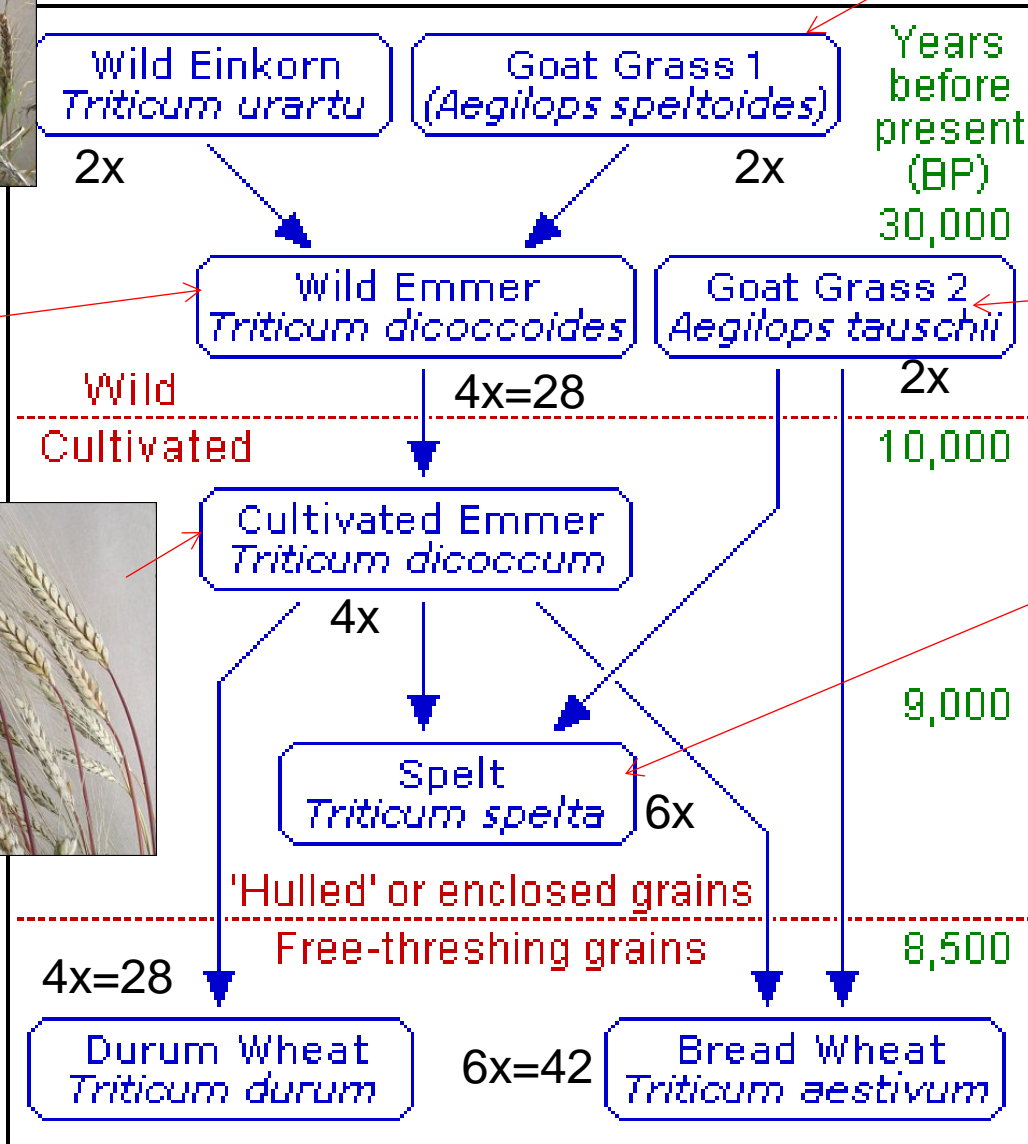 Wild Einkorn
Triticum urartu
Goat Grass 1
(Aegilops speltoides)
Years
before
present
(BP)
2x
2x
30,000
Wild Emmer
Triticum dicoccoides
Goat Grass 2
Aegilops tauschii
Wild
4x=28
2x
Cultivated
10,000
Cultivated Emmer
Triticum dicoccum
4x
9,000
Spelt
Triticum spelta
6x
'Hulled' or enclosed grains
Free-threshing grains
8,500
4x=28
Durum Wheat
Triticum durum
6x=42
Bread Wheat
Triticum aestivum